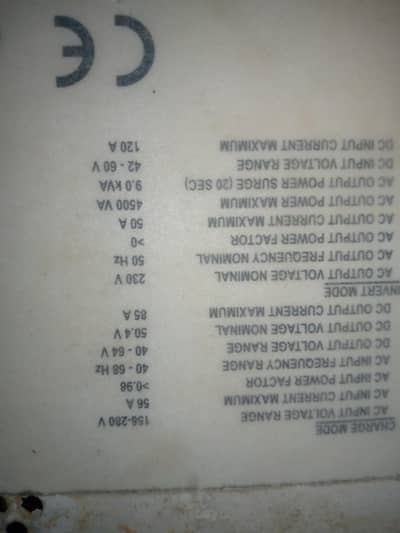 CHARGE MODE
AC INPUT VOLTAGE RANGE 156-280 V
AC INPUT CURRENT MAXIMUM 56 A
AC INPUT POWER FACTOR >0.98
AC INPUT FREQUENCY RANGE 40 - 68 Hz
DC OUTPUT VOLTAGE RANGE 40 - 64 V
DC OUTPUT VOLTAGE NOMINAL 50.4 V
DC OUTPUT CURRENT MAXIMUM 85 A
INVERT MODE
AC OUTPUT VOLTAGE NOMINAL 230 V
AC OUTPUT FREQUENCY NOMINAL 50 Hz
AC OUTPUT POWER FACTOR >0
AC OUTPUT CURRENT MAXIMUM 50 A
AC OUTPUT POWER MAXIMUM 4500 VA
AC OUTPUT POWER SURGE (20 SEC) 9.0 kVA
DC INPUT VOLTAGE RANGE 42 - 60 V
DC INPUT CURRENT MAXIMUM 120 A
CE